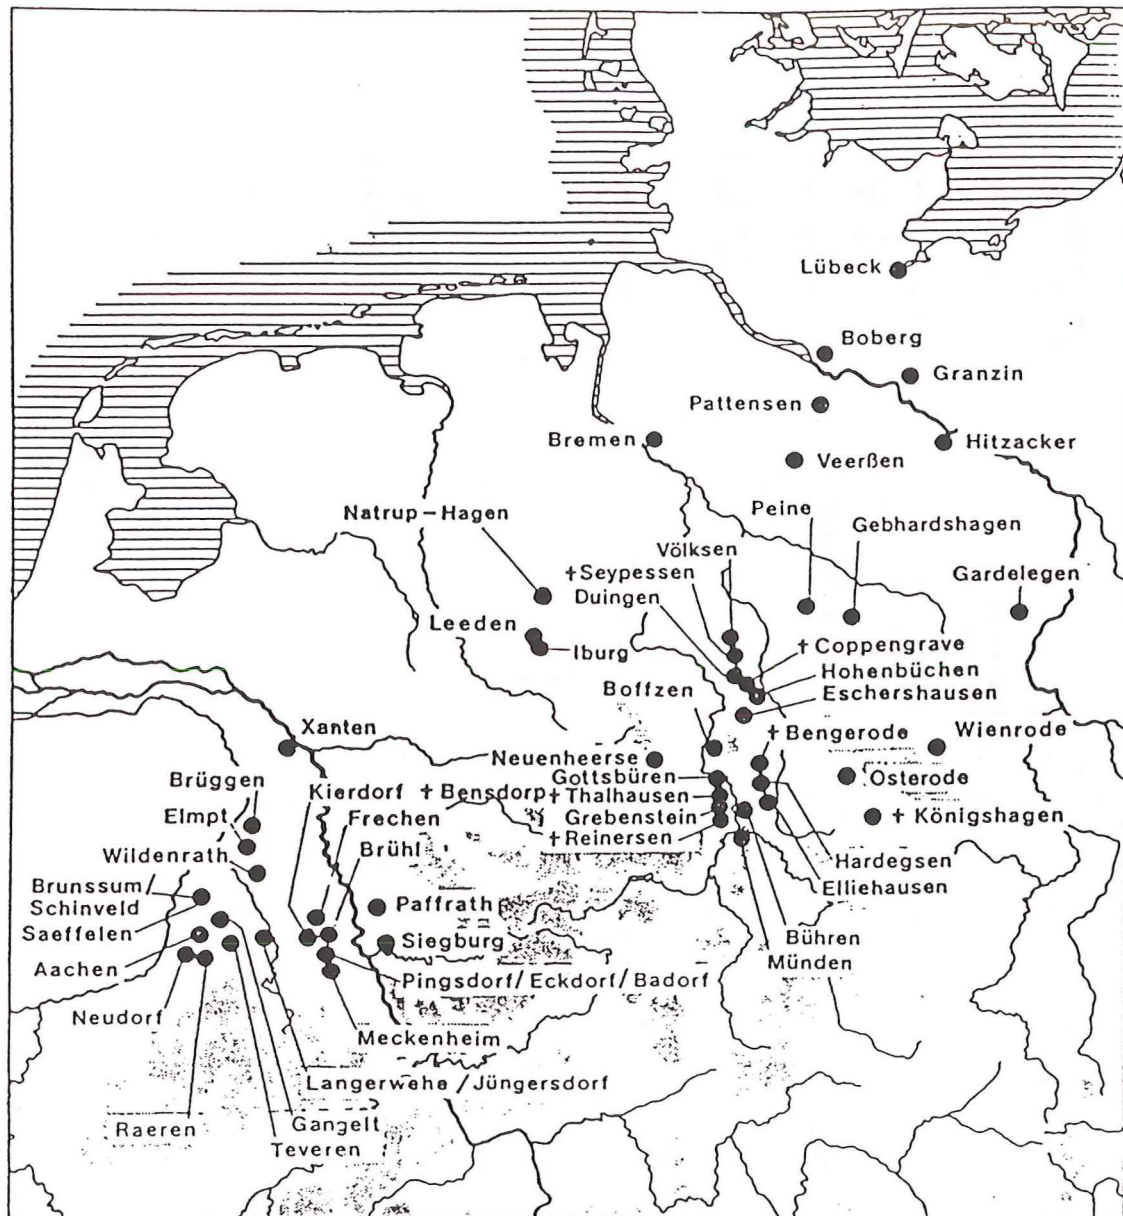 Lübeck
Boberg
Granzin
Pattensen
Bremen
Hitzacker
Veerßen
Peine
Natrup-Hagen
Gebhardshagen
Völksen
†Seypessen
Gardelegen
Duingen
Leeden
†Coppengrave
Iburg
Hohenbüchen
Boffzen
Eschershausen
Xanten
†Bengerode
Wienrode
Neuenheerse
Brüggen
Gottsbüren
Osterode
Kierdorf †Bensdorp
†Thalhausen
Elmpt
Frechen
Grebenstein
†Königshagen
Brühl
†Reinersen
Wildenrath
Hardegsen
Brunssum
Elliehausen
Schinveld
Paffrath
Saeffelen
Siegburg
Bühren
Aachen
Münden
Pingsdorf/Eckdorf/Badorf
Neudorf
Meckenheim
Langerwehe/Jüngersdorf
Raeren
Gangelt
Teveren